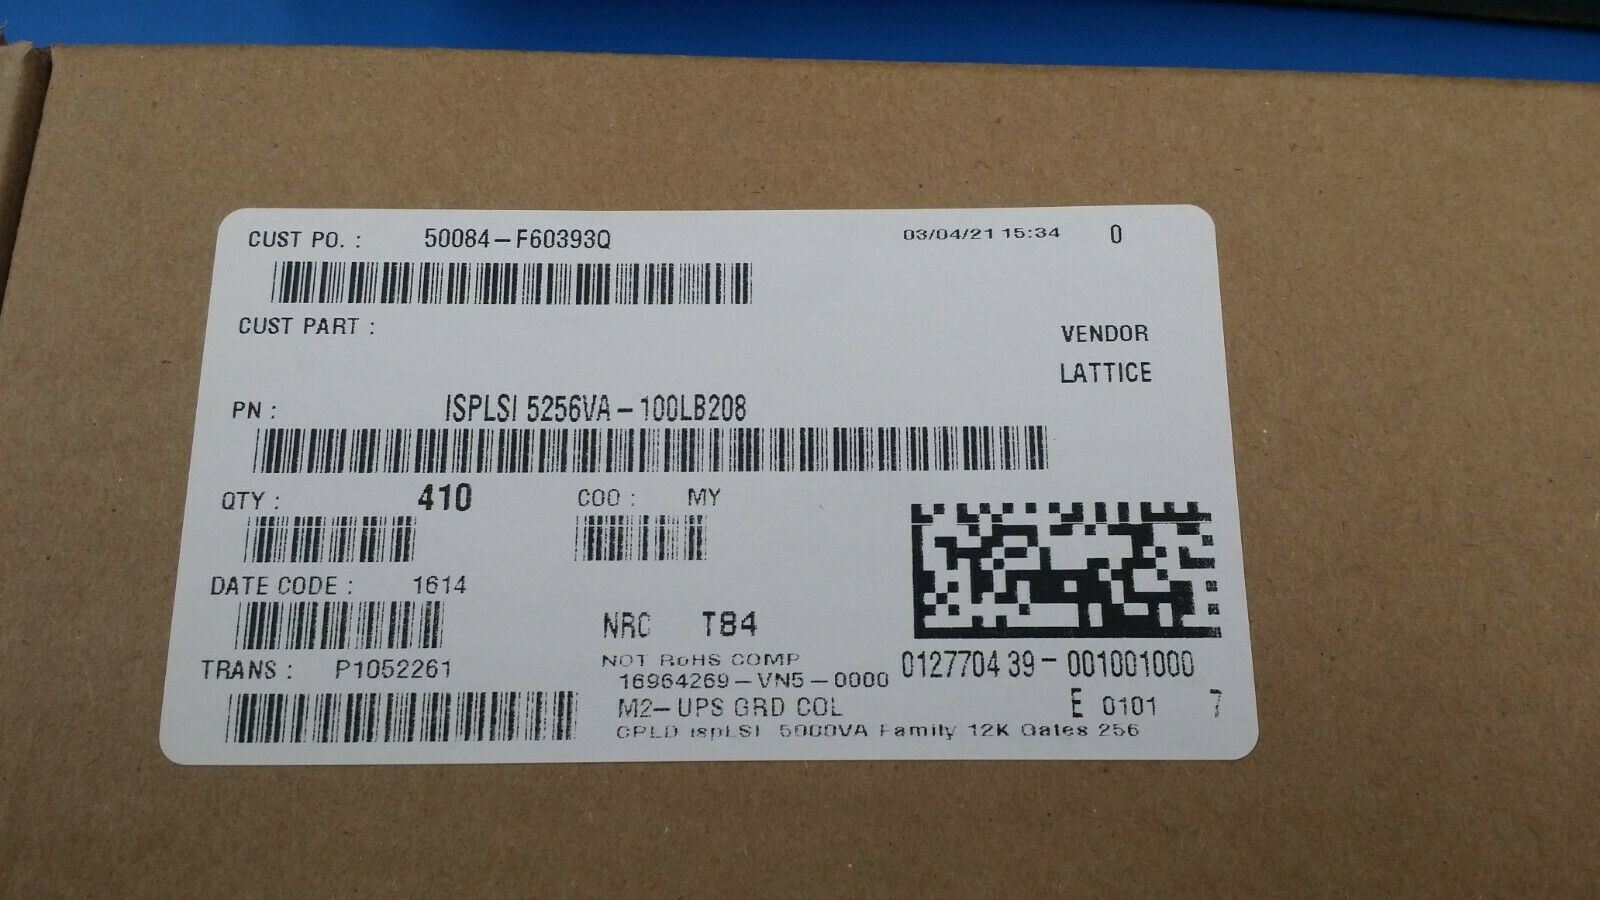 CUST PO. : 50084-F60393Q 03/04/21 15:34 0
CUST PART :
VENDOR
LATTICE
PN : ISPLSI 5256VA-100LB208
QTY : 410 COO : MY
DATE CODE : 1614
NRC T84
TRANS : P1052261
NOT RoHS COMP
16964269-VN5-0000
012770439-001001000
M2-UPS GRD COL E 0101 7
CPLD ispLSI 5000VA Family 12K Gates 256